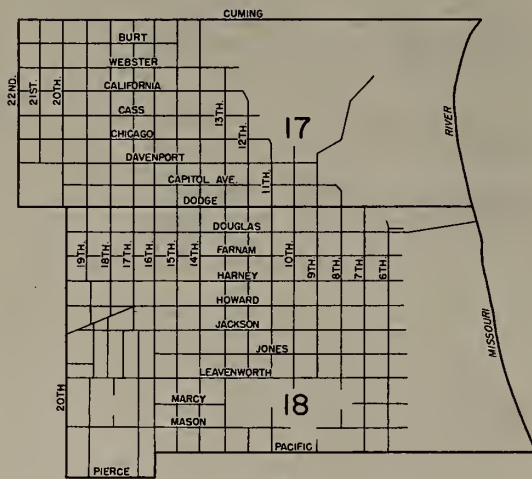 CUMING
BURT
WEBSTER
CALIFORNIA
CASS
CHICAGO
DAVENPORT
CAPITOL AVE.
DODGE
22ND.
21ST.
20TH.
13TH.
12TH.
11TH.
17
RIVER
DOUGLAS
FARNAM
HARNEY
HOWARD
JACKSON
JONES
LEAVENWORTH
MARCY
MASON
PACIFIC
PIERCE
19TH.
18TH.
17TH.
16TH.
15TH.
14TH.
10TH.
9TH.
8TH.
7TH.
6TH.
20TH
18
MISSOURI